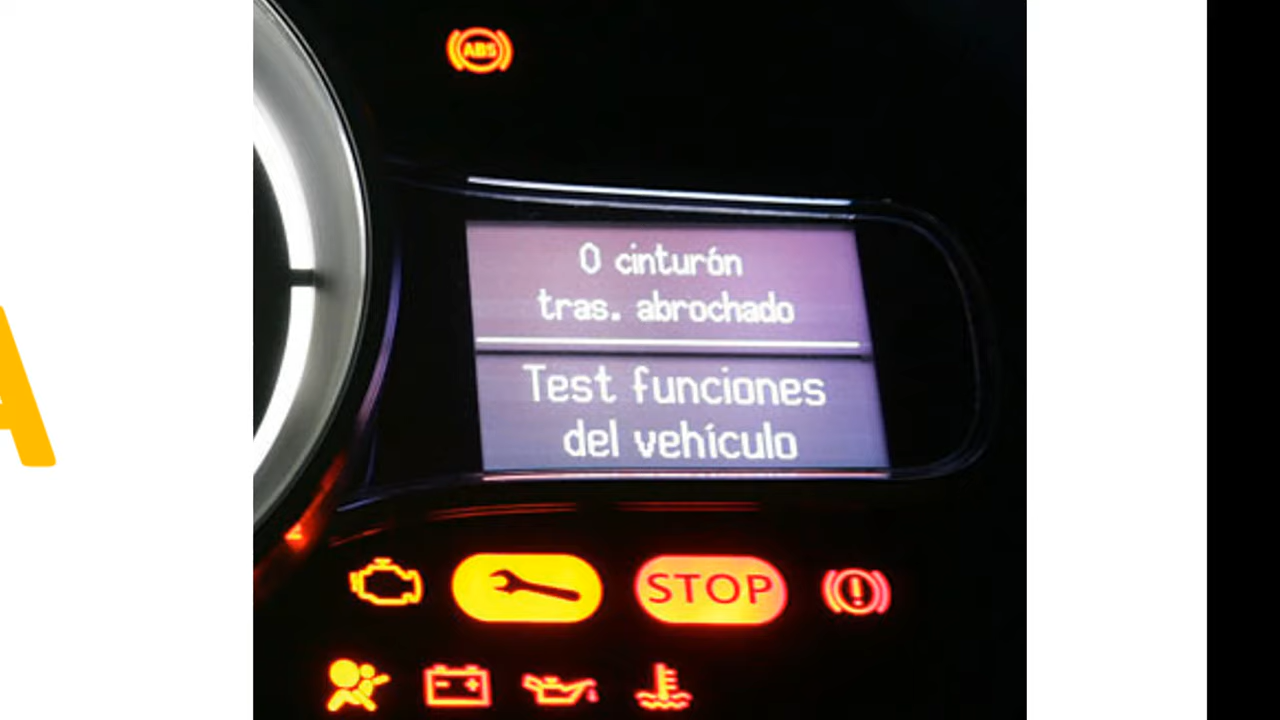 A
ABS
0 cinturón
tras. abrochado
Test funciones
del vehículo
STOP